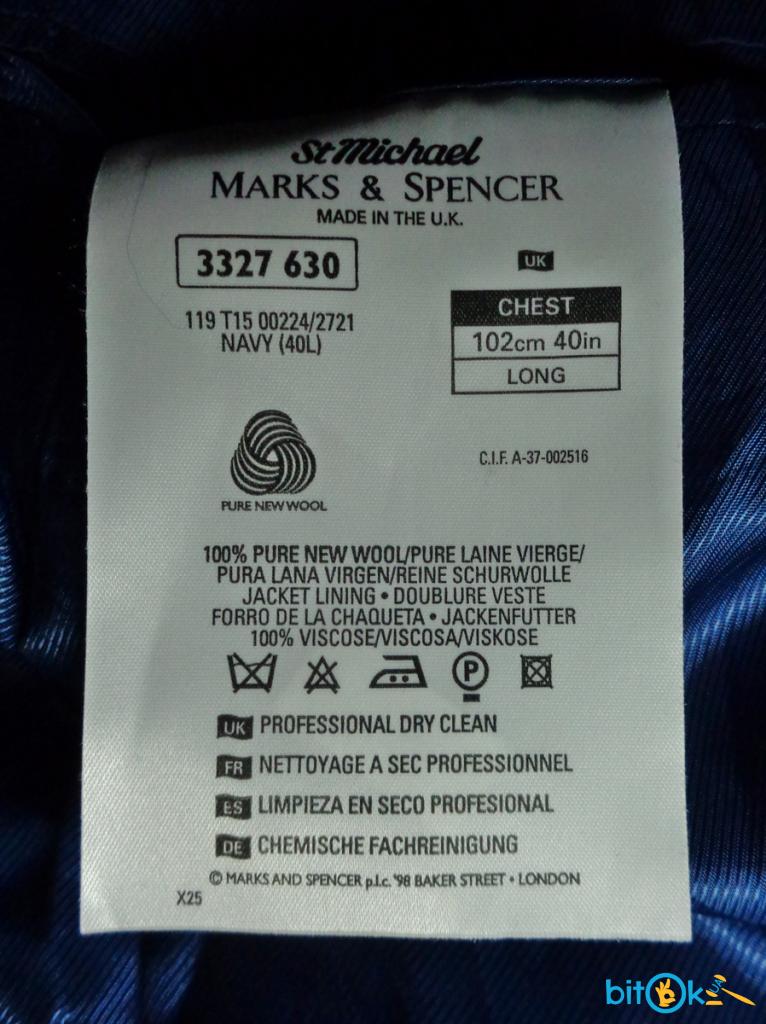 St Michael
MARKS & SPENCER
MADE IN THE U.K.
3327 630
UK
119 T15 00224/2721
NAVY (40L)
CHEST
102cm 40in
LONG
C.I.F. A-37-002516
PURE NEW WOOL
100% PURE NEW WOOL/PURE LAINE VIERGE/
PURA LANA VIRGEN/REINE SCHURWOLLE
JACKET LINING • DOUBLURE VESTE
FORRO DE LA CHAQUETA • JACKENFUTTER
100% VISCOSE/VISCOSA/VISKOSE
P
UK PROFESSIONAL DRY CLEAN
FR NETTOYAGE A SEC PROFESSIONNEL
ES LIMPIEZA EN SECO PROFESIONAL
DE CHEMISCHE FACHREINIGUNG
© MARKS AND SPENCER p.l.c. '98 BAKER STREET • LONDON
X25
bitOk UA